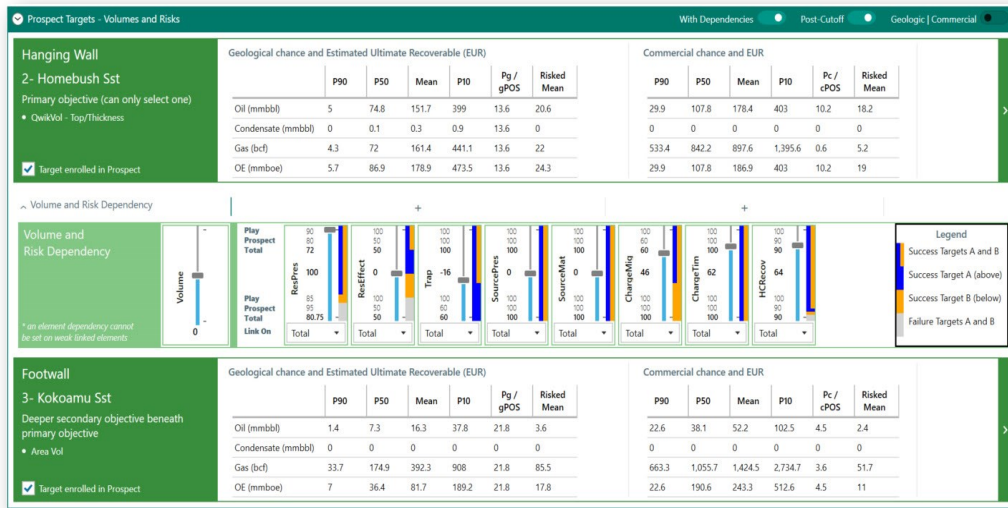 Prospect Targets - Volumes and Risks
With Dependencies
Post-Cutoff
Geologic | Commercial
Hanging Wall
2- Homebush Sst
Primary objective (can only select one)
• QwikVol - Top/Thickness
Target enrolled in Prospect
Geological chance and Estimated Ultimate Recoverable (EUR)
P90 P50 Mean P10 Pg / gPOS Risked Mean
Oil (mmbbl) 5 74.8 151.7 399 13.6 20.6
Condensate (mmbbl) 0 0.1 0.3 0.9 13.6 0
Gas (bcf) 4.3 72 161.4 441.1 13.6 22
OE (mmboe) 5.7 86.9 178.9 473.5 13.6 24.3
Commercial chance and EUR
P90 P50 Mean P10 Pc / cPOS Risked Mean
29.9 107.8 178.4 403 10.2 18.2
0 0 0 0 0 0
533.4 842.2 897.6 1,395.6 0.6 5.2
29.9 107.8 186.9 403 10.2 19
Volume and Risk Dependency
+ +
Volume and
Risk Dependency
* an element dependency cannot
be set on weak linked elements
Volume
0
Play 90 100 100 100 100 100 100 100
Prospect 80 50 100 100 100 60 100 90
Total 72 50 100 100 100 60 100 90
ResPres 100
ResEffect 0
Trap -16
SourcePres 0
SourceMat 0
ChargeMig 46
ChargeTim 62
HCRecov 64
Play 85 100 100 100 100 100 100 100
Prospect 95 50 60 100 100 100 100 90
Total 80.75 50 60 100 100 60 100 90
Link On Total Total Total Total Total Total Total Total
Legend
Success Targets A and B
Success Target A (above)
Success Target B (below)
Failure Targets A and B
Footwall
3- Kokoamu Sst
Deeper secondary objective beneath
primary objective
• Area Vol
Target enrolled in Prospect
Geological chance and Estimated Ultimate Recoverable (EUR)
P90 P50 Mean P10 Pg / gPOS Risked Mean
Oil (mmbbl) 1.4 7.3 16.3 37.8 21.8 3.6
Condensate (mmbbl) 0 0 0 0 0 0
Gas (bcf) 33.7 174.9 392.3 908 21.8 85.5
OE (mmboe) 7 36.4 81.7 189.2 21.8 17.8
Commercial chance and EUR
P90 P50 Mean P10 Pc / cPOS Risked Mean
22.6 38.1 52.2 102.5 4.5 2.4
0 0 0 0 0 0
663.3 1,055.7 1,424.5 2,734.7 3.6 51.7
22.6 190.6 243.3 512.6 4.5 11